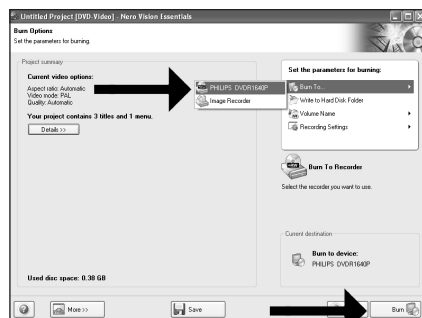 Untitled Project [DVD-Video] - Nero Vision Essentials
Burn Options
Set the parameters for burning.
Project summary
Current video options:
Aspect ratio: Automatic
Video mode: PAL
Quality: Automatic
Your project contains 3 titles and 1 menu.
Details >>
Used disc space: 0.38 GB
PHILIPS DVDR1640P
Image Recorder
Set the parameters for burning:
Burn To...
Write to Hard Disk Folder
Volume Name
Recording Settings
Burn To Recorder
Select the recorder you want to use.
Current destination
Burn to device:
PHILIPS DVDR1640P
More >>
Save
Burn